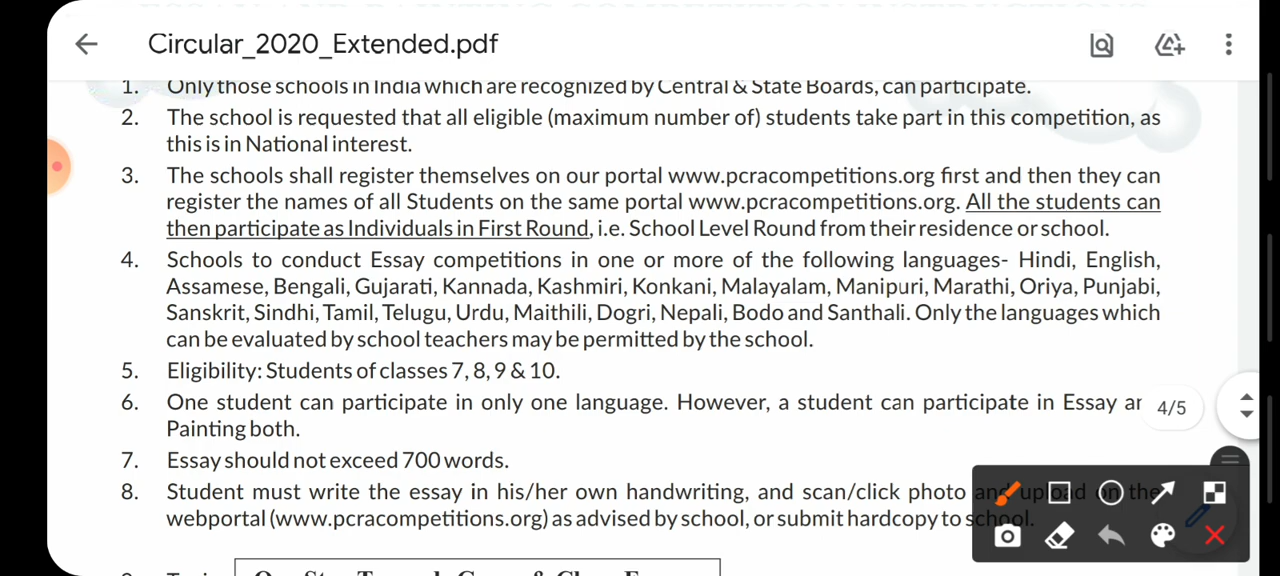 Circular_2020_Extended.pdf
1. Only those schools in India which are recognized by Central & State Boards, can participate.
2. The school is requested that all eligible (maximum number of) students take part in this competition, as
this is in National interest.
3. The schools shall register themselves on our portal www.pcracompetitions.org first and then they can
register the names of all Students on the same portal www.pcracompetitions.org. All the students can
then participate as Individuals in First Round, i.e. School Level Round from their residence or school.
4. Schools to conduct Essay competitions in one or more of the following languages- Hindi, English,
Assamese, Bengali, Gujarati, Kannada, Kashmiri, Konkani, Malayalam, Manipuri, Marathi, Oriya, Punjabi,
Sanskrit, Sindhi, Tamil, Telugu, Urdu, Maithili, Dogri, Nepali, Bodo and Santhali. Only the languages which
can be evaluated by school teachers may be permitted by the school.
5. Eligibility: Students of classes 7, 8, 9 & 10.
6. One student can participate in only one language. However, a student can participate in Essay an
Painting both.
4/5
7. Essay should not exceed 700 words.
8. Student must write the essay in his/her own handwriting, and scan/click photo and upload on the
webportal (www.pcracompetitions.org) as advised by school, or submit hardcopy to school.